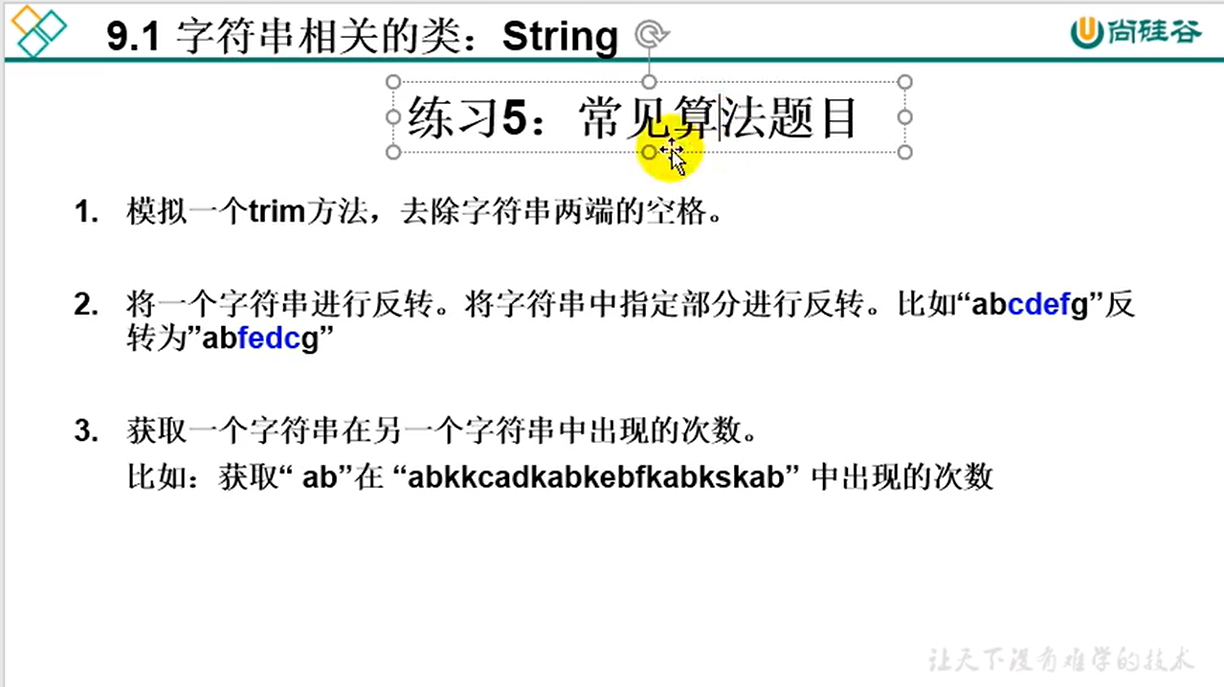 9.1 字符串相关的类：String
尚硅谷
练习5：常见算法题目
1. 模拟一个trim方法，去除字符串两端的空格。
2. 将一个字符串进行反转。将字符串中指定部分进行反转。比如“abcdefg”反
转为”abfedcg”
3. 获取一个字符串在另一个字符串中出现的次数。
比如：获取“ ab”在 “abkkcadkabkebfkabkskab” 中出现的次数
让天下没有难学的技术